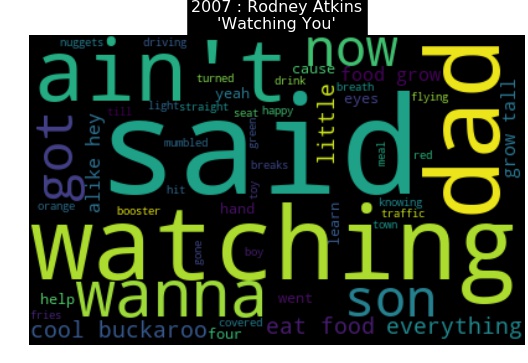 2007 : Rodney Atkins
'Watching You'
nuggets driving
ain't now dad
turned cause food grow
drink
yeah breath flying
got alike hey light straight seat happy little eyes grow tall
till said
mumbled green meal red
breaks
hit toy knowing
orange booster hand learn traffic
town
watching
gone boy
wanna
help went son
fries covered
cool buckaroo four eat food everything